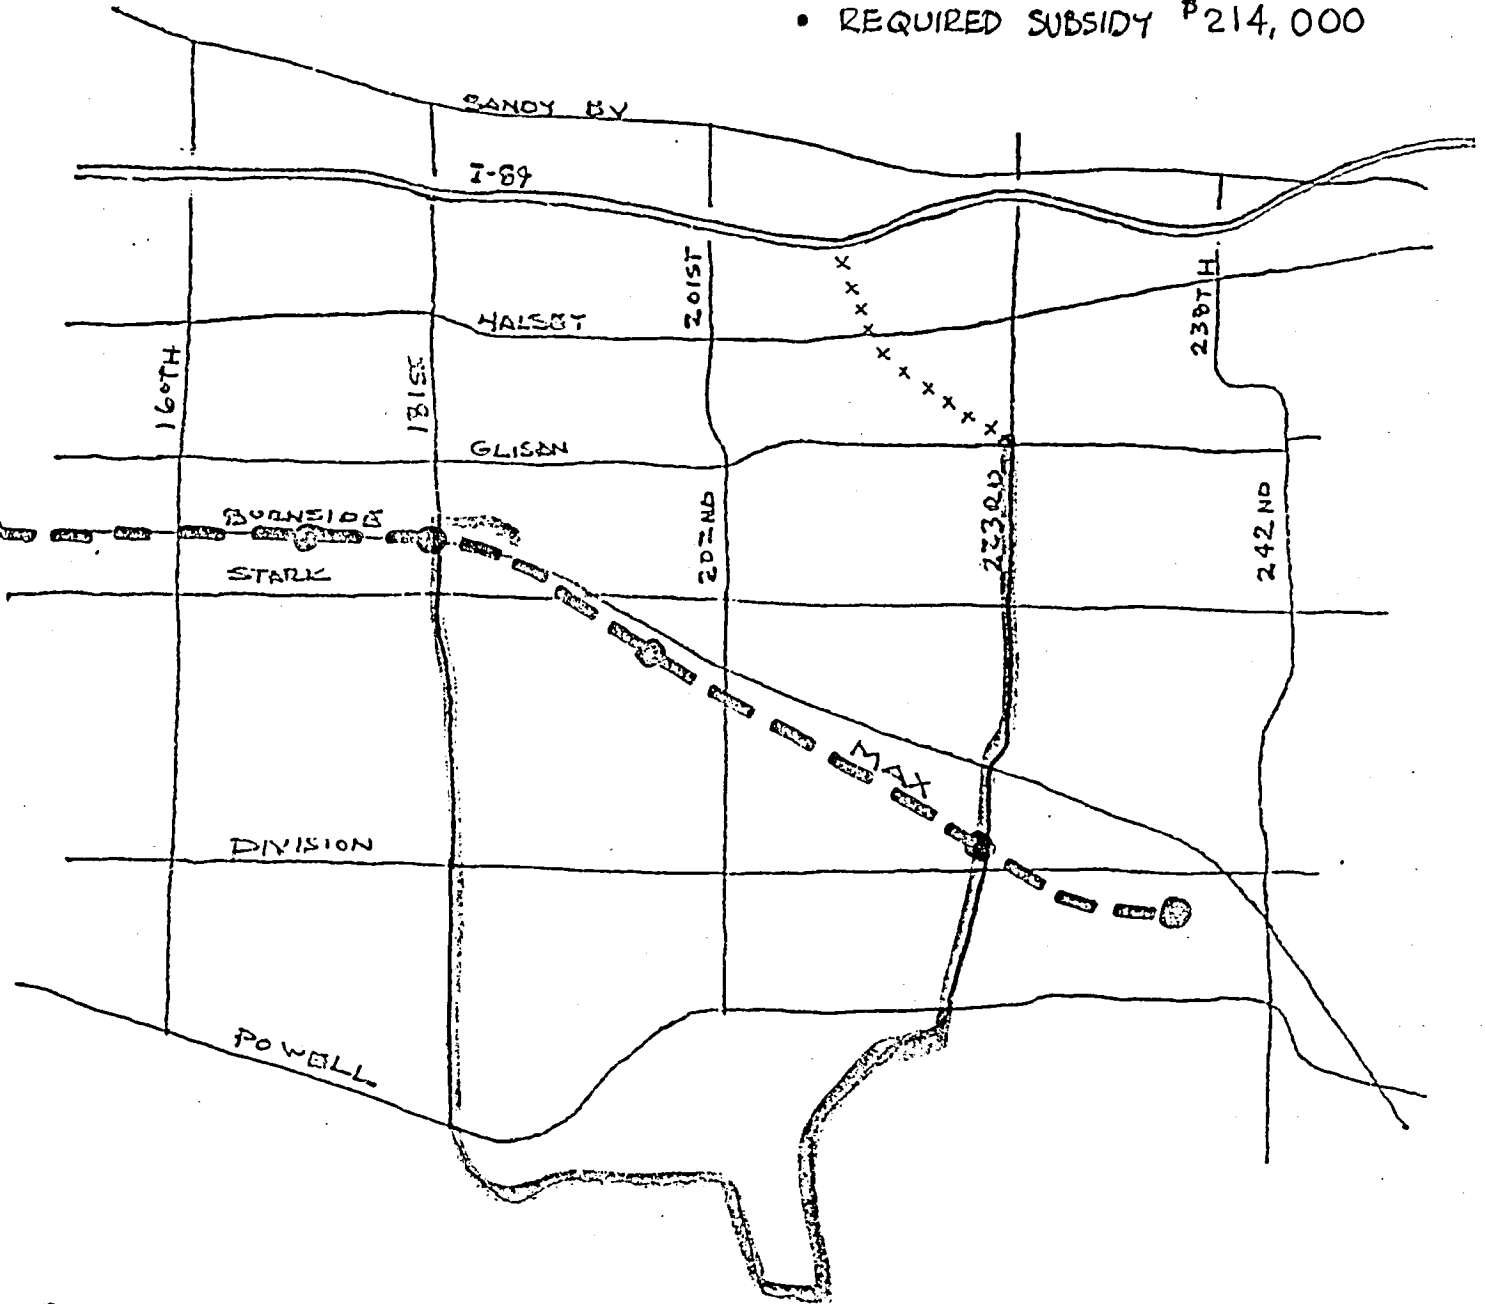 • REQUIRED SUBSIDY $214,000
SANDY BV
I-84
201ST
238TH
HALSEY
160TH
181ST
GLISAN
223RD
BURNSIDE
202ND
242ND
STARK
MAX
DIVISION
POWELL